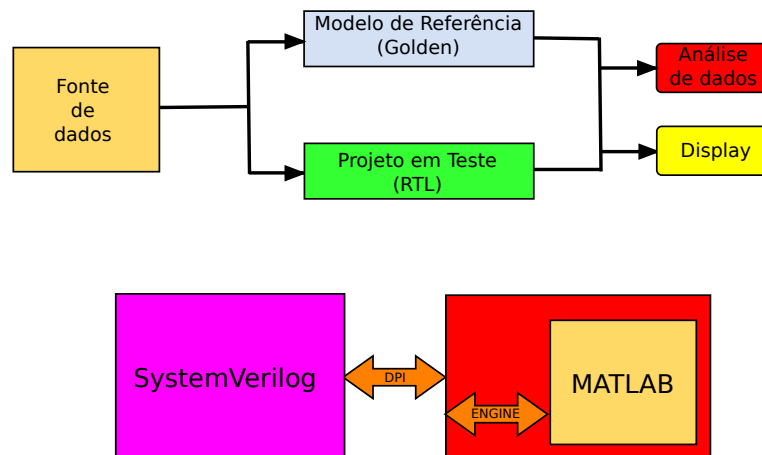 Fonte
de
dados
Modelo de Referência
(Golden)
Projeto em Teste
(RTL)
Análise
de dados
Display
SystemVerilog
DPI
ENGINE
MATLAB